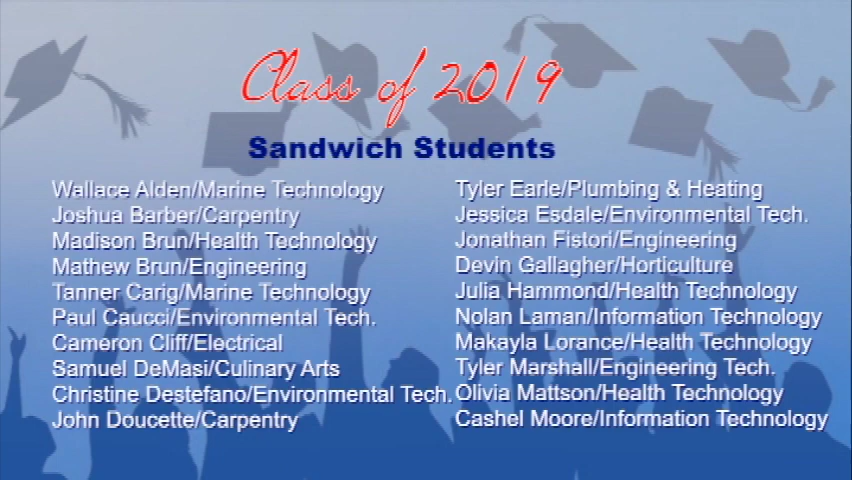 Class of 2019
Sandwich Students
Wallace Alden/Marine Technology
Joshua Barber/Carpentry
Madison Brun/Health Technology
Mathew Brun/Engineering
Tanner Carig/Marine Technology
Paul Caucci/Environmental Tech.
Cameron Cliff/Electrical
Samuel DeMasi/Culinary Arts
Christine Destefano/Environmental Tech.
John Doucette/Carpentry
Tyler Earle/Plumbing & Heating
Jessica Esdale/Environmental Tech.
Jonathan Fistori/Engineering
Devin Gallagher/Horticulture
Julia Hammond/Health Technology
Nolan Laman/Information Technology
Makayla Lorance/Health Technology
Tyler Marshall/Engineering Tech.
Olivia Mattson/Health Technology
Cashel Moore/Information Technology